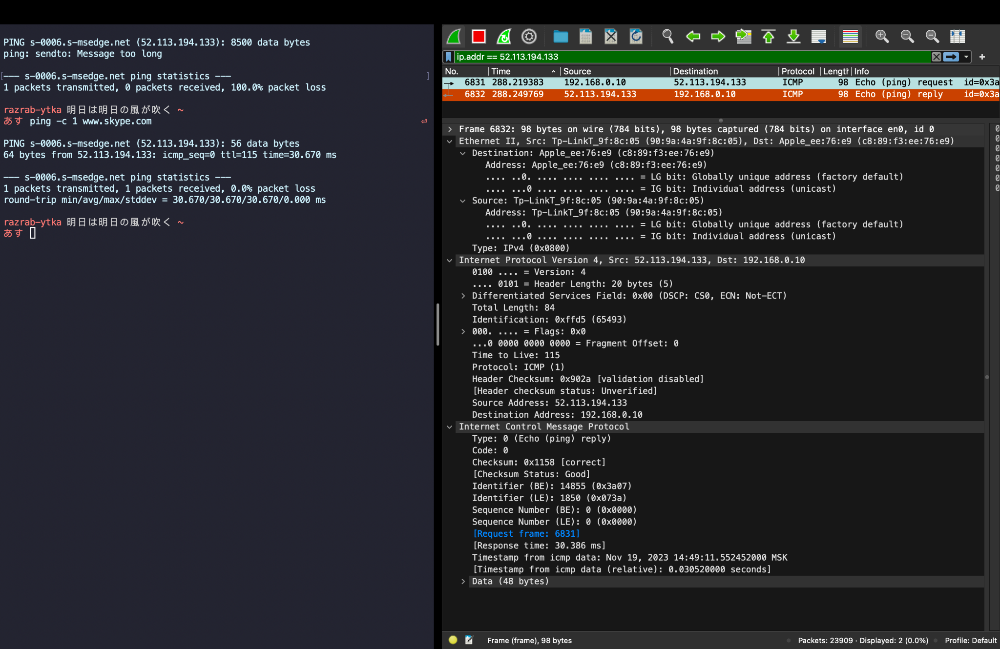 PING s-0006.s-msedge.net (52.113.194.133): 8500 data bytes
ping: sendto: Message too long
[--- s-0006.s-msedge.net ping statistics --- ]
1 packets transmitted, 0 packets received, 100.0% packet loss
razrab-ytka 明日は明日の風が吹く ~
あす ping -c 1 www.skype.com ⏎
PING s-0006.s-msedge.net (52.113.194.133): 56 data bytes
64 bytes from 52.113.194.133: icmp_seq=0 ttl=115 time=30.670 ms
--- s-0006.s-msedge.net ping statistics ---
1 packets transmitted, 1 packets received, 0.0% packet loss
round-trip min/avg/max/stddev = 30.670/30.670/30.670/0.000 ms
razrab-ytka 明日は明日の風が吹く ~
あす
ip.addr == 52.113.194.133
No. Time Source Destination Protocol Length Info
6831 288.219383 192.168.0.10 52.113.194.133 ICMP 98 Echo (ping) request id=0x3a
6832 288.249769 52.113.194.133 192.168.0.10 ICMP 98 Echo (ping) reply id=0x3a
Frame 6832: 98 bytes on wire (784 bits), 98 bytes captured (784 bits) on interface en0, id 0
Ethernet II, Src: Tp-LinkT_9f:8c:05 (90:9a:4a:9f:8c:05), Dst: Apple_ee:76:e9 (c8:89:f3:ee:76:e9)
Destination: Apple_ee:76:e9 (c8:89:f3:ee:76:e9)
Address: Apple_ee:76:e9 (c8:89:f3:ee:76:e9)
.... ..0. .... .... .... .... = LG bit: Globally unique address (factory default)
.... ...0 .... .... .... .... = IG bit: Individual address (unicast)
Source: Tp-LinkT_9f:8c:05 (90:9a:4a:9f:8c:05)
Address: Tp-LinkT_9f:8c:05 (90:9a:4a:9f:8c:05)
.... ..0. .... .... .... .... = LG bit: Globally unique address (factory default)
.... ...0 .... .... .... .... = IG bit: Individual address (unicast)
Type: IPv4 (0x0800)
Internet Protocol Version 4, Src: 52.113.194.133, Dst: 192.168.0.10
0100 .... = Version: 4
.... 0101 = Header Length: 20 bytes (5)
Differentiated Services Field: 0x00 (DSCP: CS0, ECN: Not-ECT)
Total Length: 84
Identification: 0xffd5 (65493)
000. .... = Flags: 0x0
...0 0000 0000 0000 = Fragment Offset: 0
Time to Live: 115
Protocol: ICMP (1)
Header Checksum: 0x902a [validation disabled]
[Header checksum status: Unverified]
Source Address: 52.113.194.133
Destination Address: 192.168.0.10
Internet Control Message Protocol
Type: 0 (Echo (ping) reply)
Code: 0
Checksum: 0x1158 [correct]
[Checksum Status: Good]
Identifier (BE): 14855 (0x3a07)
Identifier (LE): 1850 (0x073a)
Sequence Number (BE): 0 (0x0000)
Sequence Number (LE): 0 (0x0000)
[Request frame: 6831]
[Response time: 30.386 ms]
Timestamp from icmp data: Nov 19, 2023 14:49:11.552452000 MSK
[Timestamp from icmp data (relative): 0.030520000 seconds]
Data (48 bytes)
Frame (frame), 98 bytes
Packets: 23909 · Displayed: 2 (0.0%)
Profile: Default